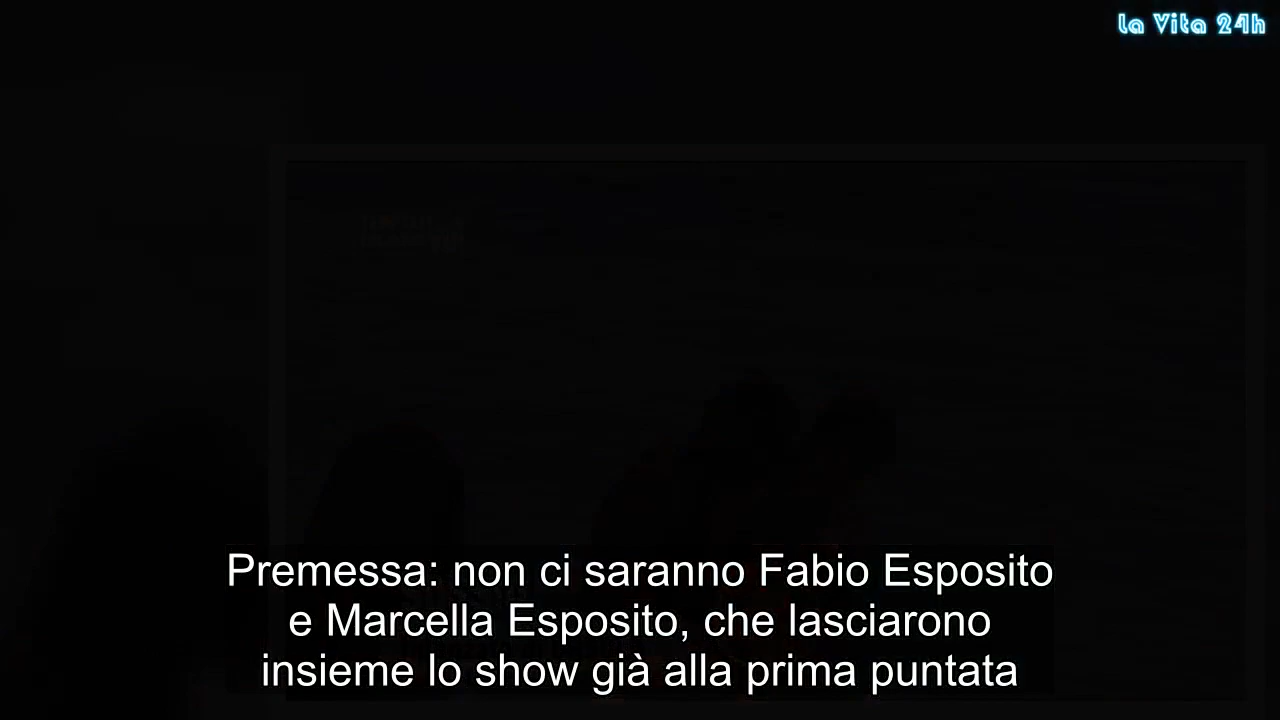 la Vita 24h
Premessa: non ci saranno Fabio Esposito
e Marcella Esposito, che lasciarono
insieme lo show già alla prima puntata